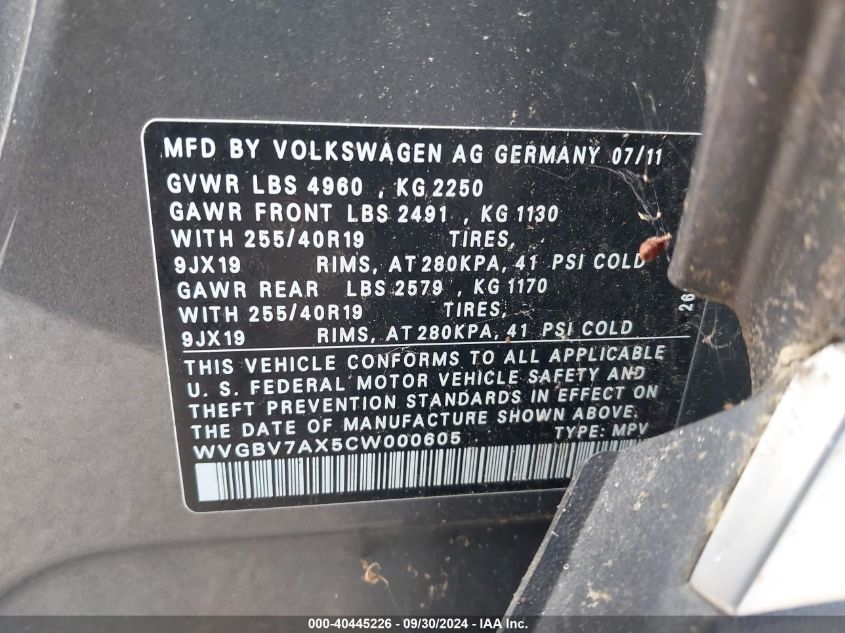 MFD BY VOLKSWAGEN AG GERMANY 07/11
GVWR LBS 4960 , KG 2250
GAWR FRONT LBS 2491 , KG 1130
WITH 255/40R19 TIRES,
9JX19 RIMS, AT 280KPA, 41 PSI COLD
GAWR REAR LBS 2579 , KG 1170
WITH 255/40R19 TIRES,
9JX19 RIMS, AT 280KPA, 41 PSI COLD
26
THIS VEHICLE CONFORMS TO ALL APPLICABLE
U. S. FEDERAL MOTOR VEHICLE SAFETY AND
THEFT PREVENTION STANDARDS IN EFFECT ON
THE DATE OF MANUFACTURE SHOWN ABOVE.
WVGBV7AX5CW000605 TYPE: MPV
000-40445226 - 09/30/2024 - IAA Inc.